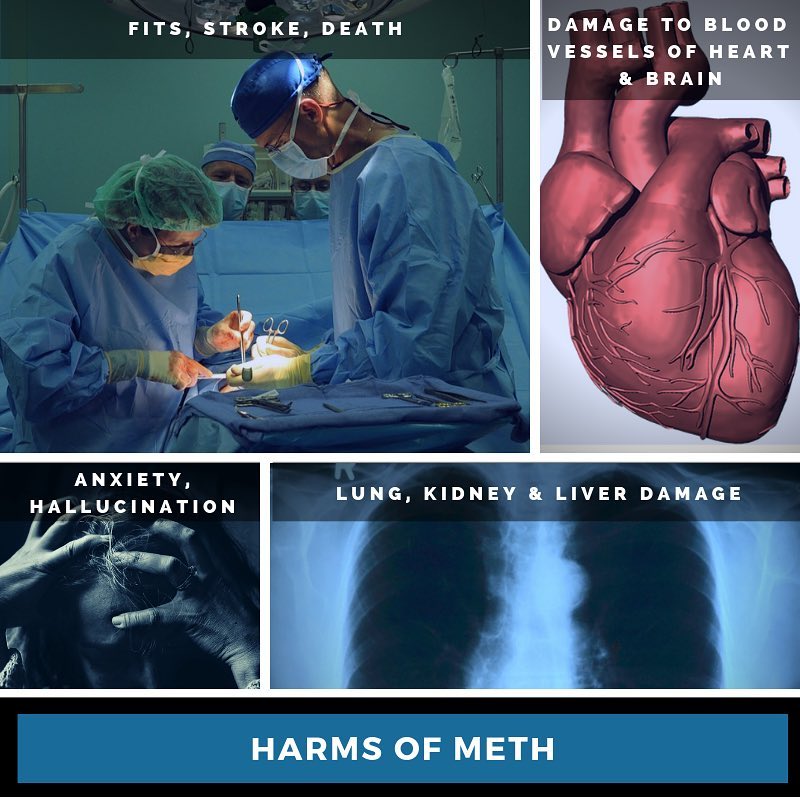 FITS, STROKE, DEATH
DAMAGE TO BLOOD
VESSELS OF HEART
& BRAIN
ANXIETY,
HALLUCINATION
R
LUNG, KIDNEY & LIVER DAMAGE
HARMS OF METH